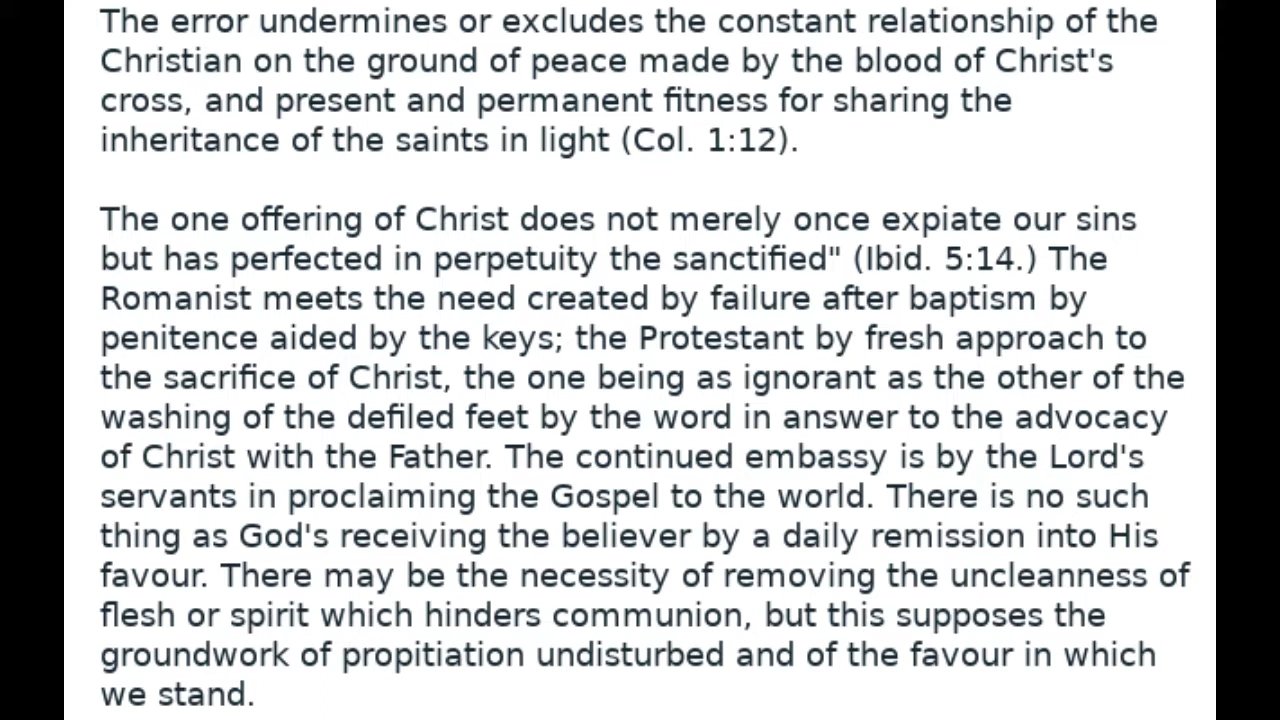 The error undermines or excludes the constant relationship of the
Christian on the ground of peace made by the blood of Christ's
cross, and present and permanent fitness for sharing the
inheritance of the saints in light (Col. 1:12).
The one offering of Christ does not merely once expiate our sins
but has perfected in perpetuity the sanctified" (Ibid. 5:14.) The
Romanist meets the need created by failure after baptism by
penitence aided by the keys; the Protestant by fresh approach to
the sacrifice of Christ, the one being as ignorant as the other of the
washing of the defiled feet by the word in answer to the advocacy
of Christ with the Father. The continued embassy is by the Lord's
servants in proclaiming the Gospel to the world. There is no such
thing as God's receiving the believer by a daily remission into His
favour. There may be the necessity of removing the uncleanness of
flesh or spirit which hinders communion, but this supposes the
groundwork of propitiation undisturbed and of the favour in which
we stand.